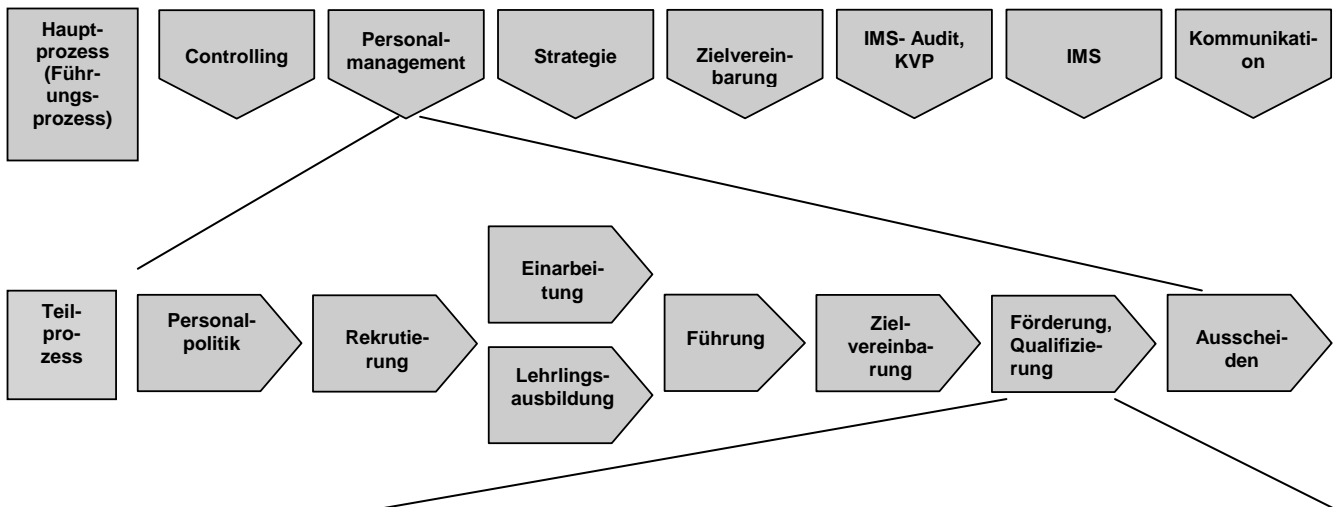 Haupt-
prozess
(Führ-
ungs-
prozess)
Controlling
Personal-
management
Strategie
Zielverein-
barung
IMS- Audit,
KVP
IMS
Kommunikati-
on
Teil-
pro-
zess
Personal-
politik
Rekrutie-
rung
Einarbei-
tung
Lehrlings-
ausbildung
Führung
Ziel-
vereinba-
rung
Förderung,
Qualifizie-
rung
Ausschei-
den